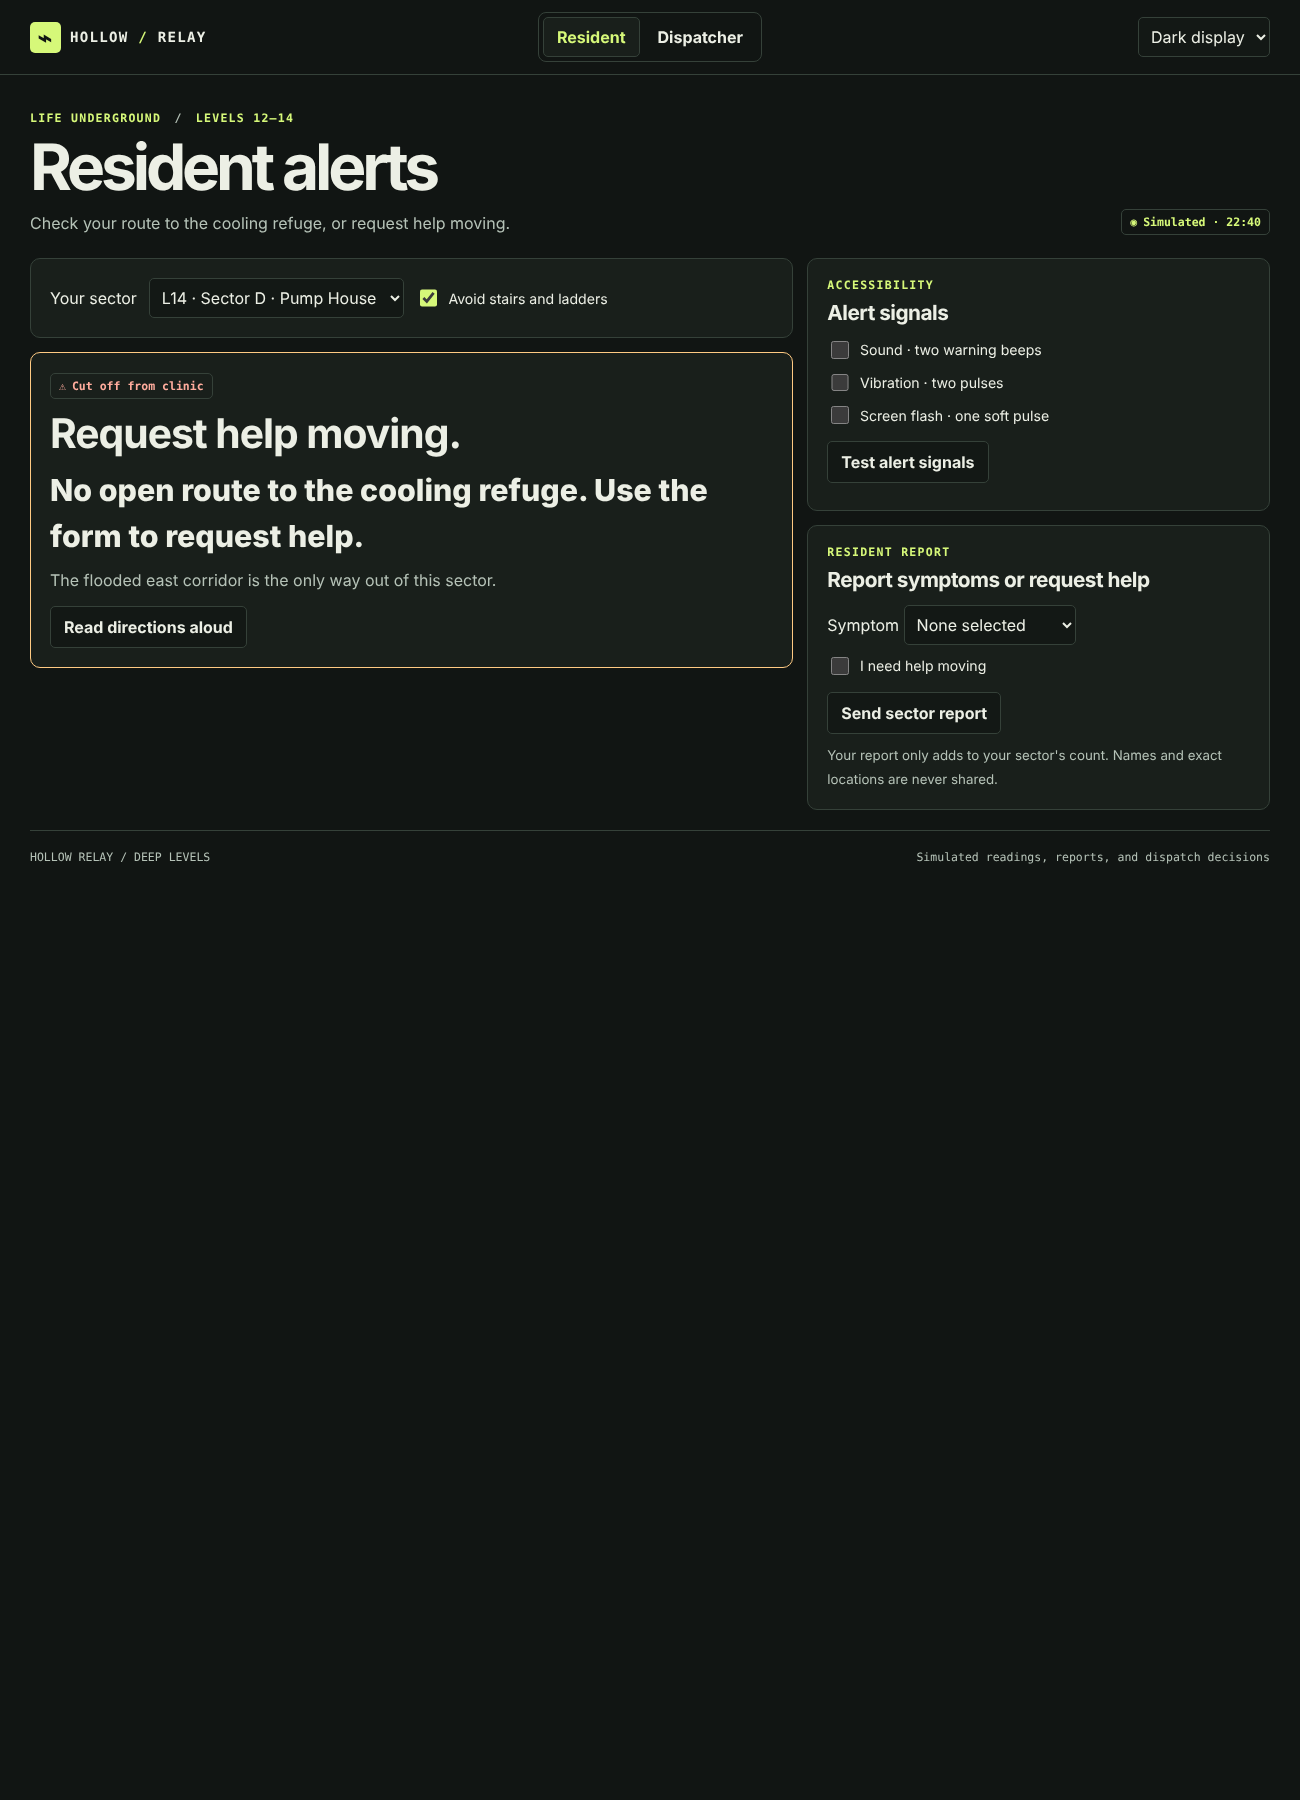 HOLLOW / RELAY
Resident
Dispatcher
Dark display
LIFE UNDERGROUND / LEVELS 12–14
Resident alerts
Check your route to the cooling refuge, or request help moving.
◉ Simulated · 22:40
Your sector
L14 · Sector D · Pump House
Avoid stairs and ladders
⚠ Cut off from clinic
Request help moving.
No open route to the cooling refuge. Use the
form to request help.
The flooded east corridor is the only way out of this sector.
Read directions aloud
ACCESSIBILITY
Alert signals
Sound · two warning beeps
Vibration · two pulses
Screen flash · one soft pulse
Test alert signals
RESIDENT REPORT
Report symptoms or request help
Symptom
None selected
I need help moving
Send sector report
Your report only adds to your sector's count. Names and exact
locations are never shared.
HOLLOW RELAY / DEEP LEVELS
Simulated readings, reports, and dispatch decisions